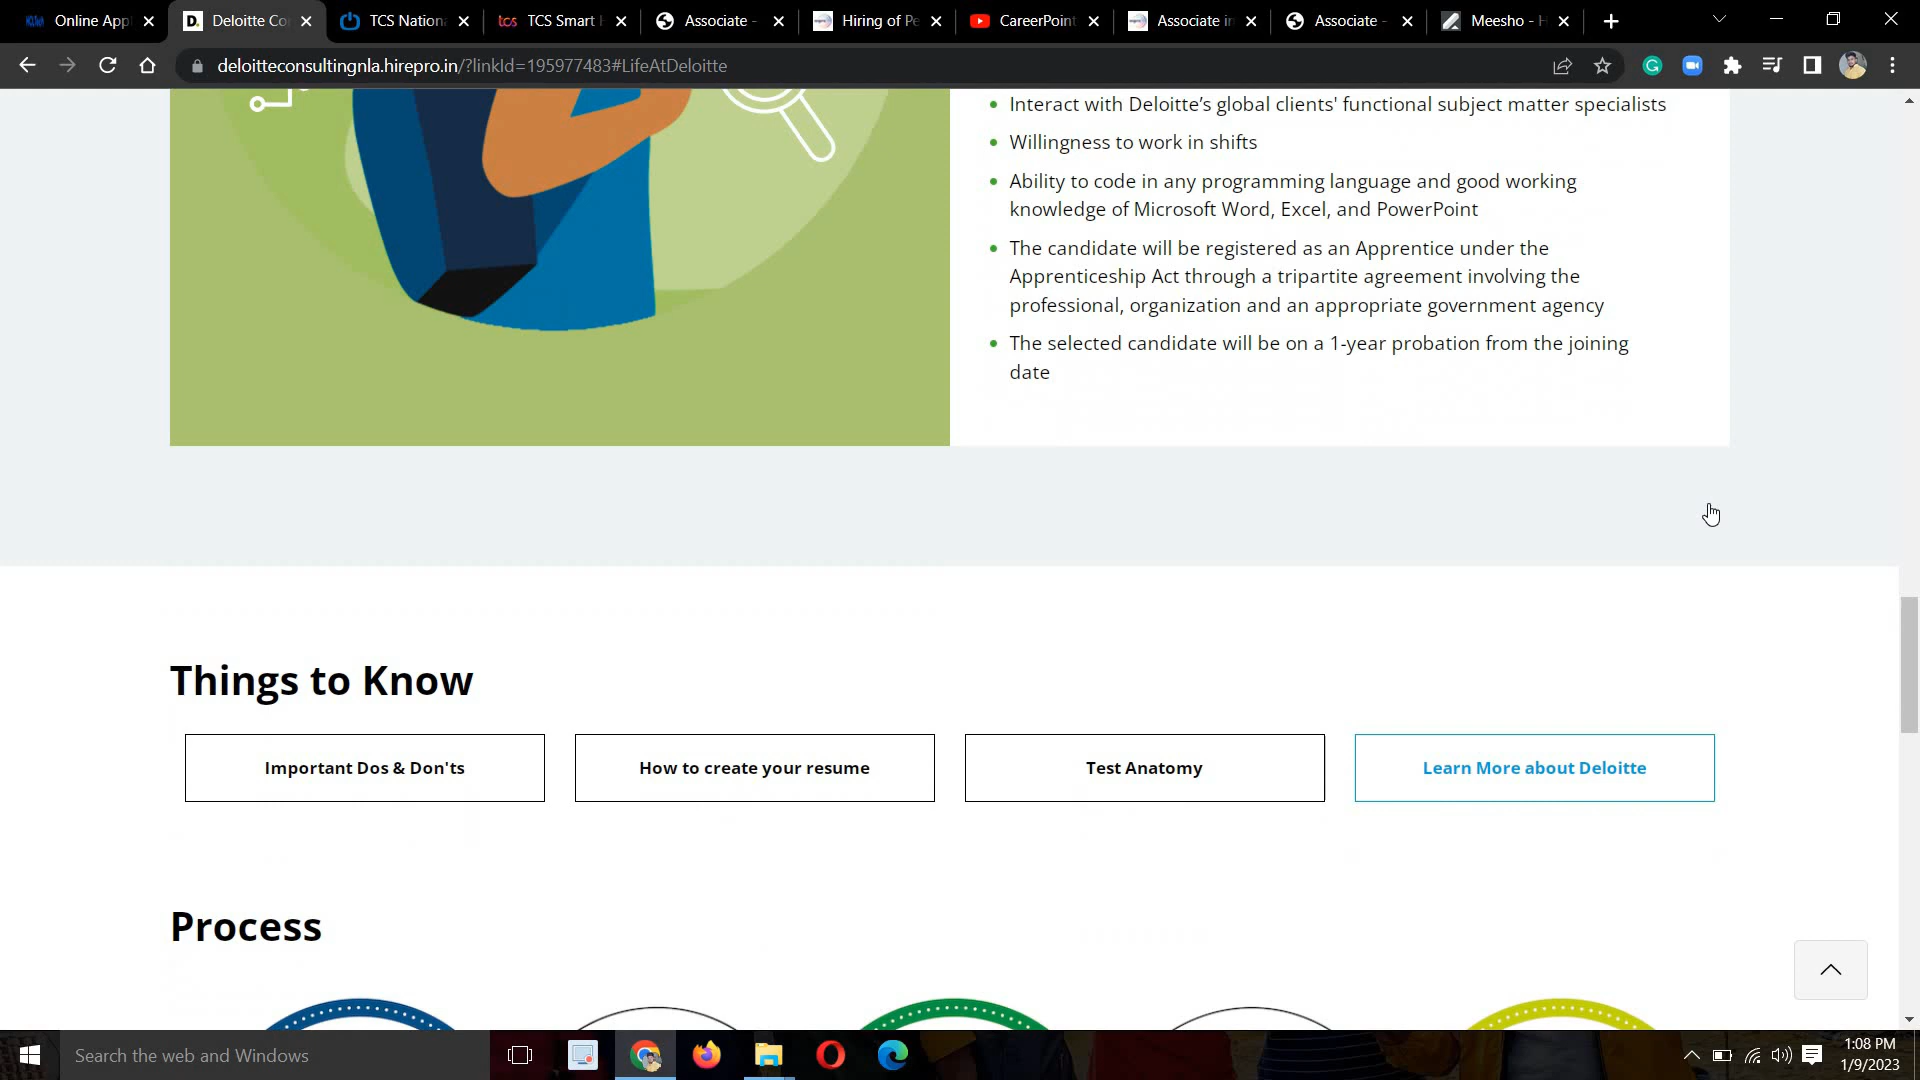 Online App
Deloitte Co
TCS Nation
TCS Smart
Associate -
Hiring of Pe
CareerPoint
Associate in
Associate -
Meesho - H
deloitteconsultingnla.hirepro.in/?linkId=195977483#LifeAtDeloitte
Interact with Deloitte’s global clients' functional subject matter specialists
Willingness to work in shifts
Ability to code in any programming language and good working
knowledge of Microsoft Word, Excel, and PowerPoint
The candidate will be registered as an Apprentice under the
Apprenticeship Act through a tripartite agreement involving the
professional, organization and an appropriate government agency
The selected candidate will be on a 1-year probation from the joining
date
Things to Know
Important Dos & Don'ts
How to create your resume
Test Anatomy
Learn More about Deloitte
Process
Search the web and Windows
1:08 PM
1/9/2023